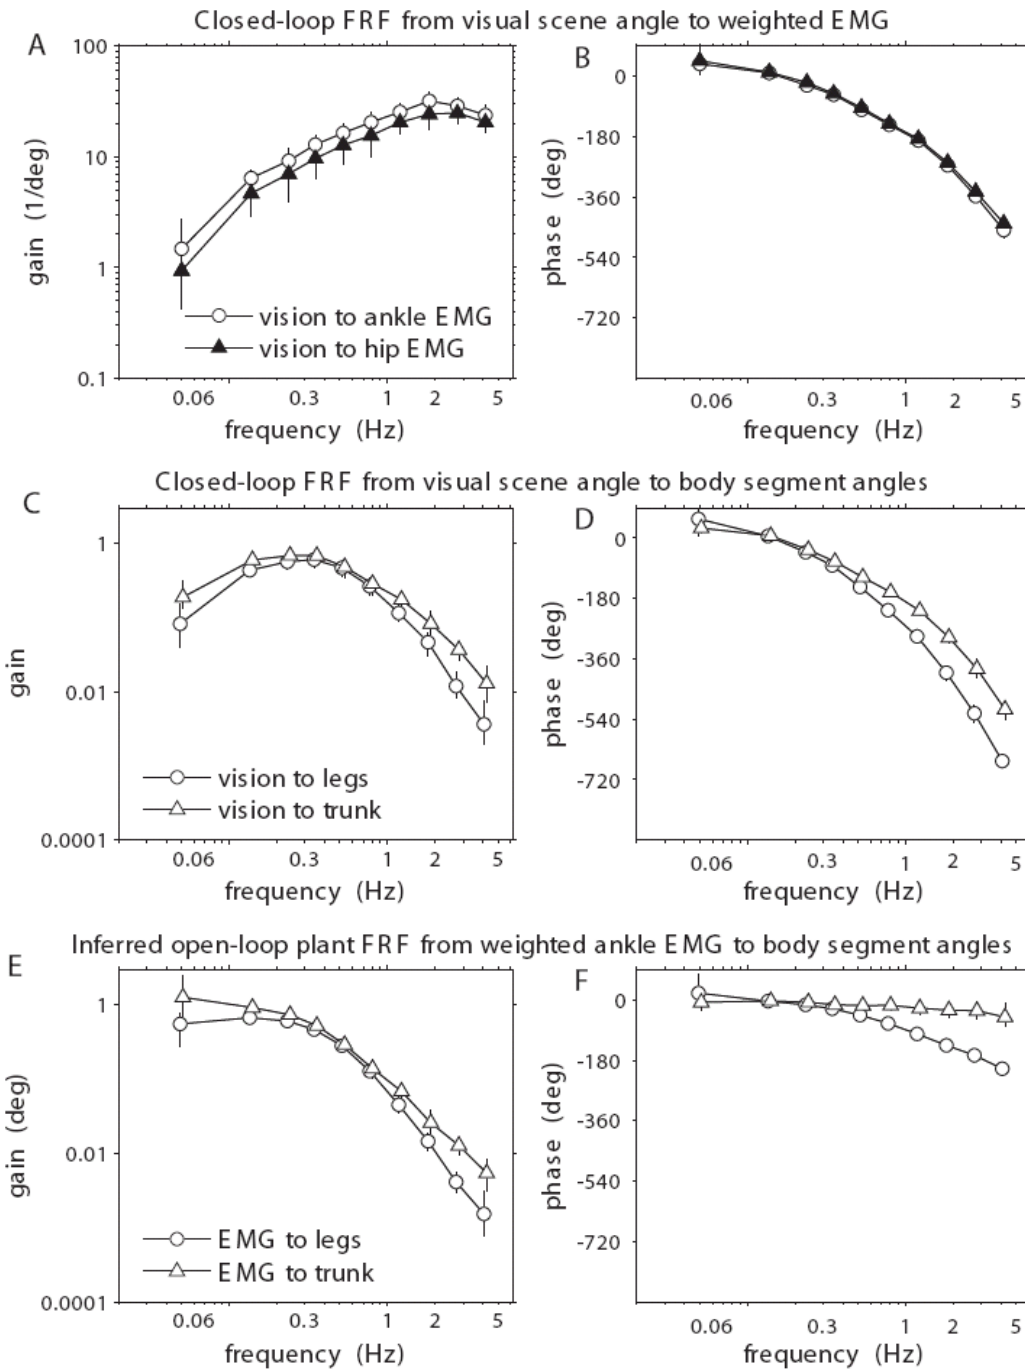 Closed-loop FRF from visual scene angle to weighted EMG
A
B
100
10
1
0.1
gain (1/deg)
vision to ankle EMG
vision to hip EMG
0.06 0.3 1 2 5
frequency (Hz)
0
-180
-360
-540
-720
phase (deg)
0.06 0.3 1 2 5
frequency (Hz)
Closed-loop FRF from visual scene angle to body segment angles
C
D
1
0.01
0.0001
gain
vision to legs
vision to trunk
0.06 0.3 1 2 5
frequency (Hz)
0
-180
-360
-540
-720
phase (deg)
0.06 0.3 1 2 5
frequency (Hz)
Inferred open-loop plant FRF from weighted ankle EMG to body segment angles
E
F
1
0.01
0.0001
gain (deg)
EMG to legs
EMG to trunk
0.06 0.3 1 2 5
frequency (Hz)
0
-180
-360
-540
-720
phase (deg)
0.06 0.3 1 2 5
frequency (Hz)